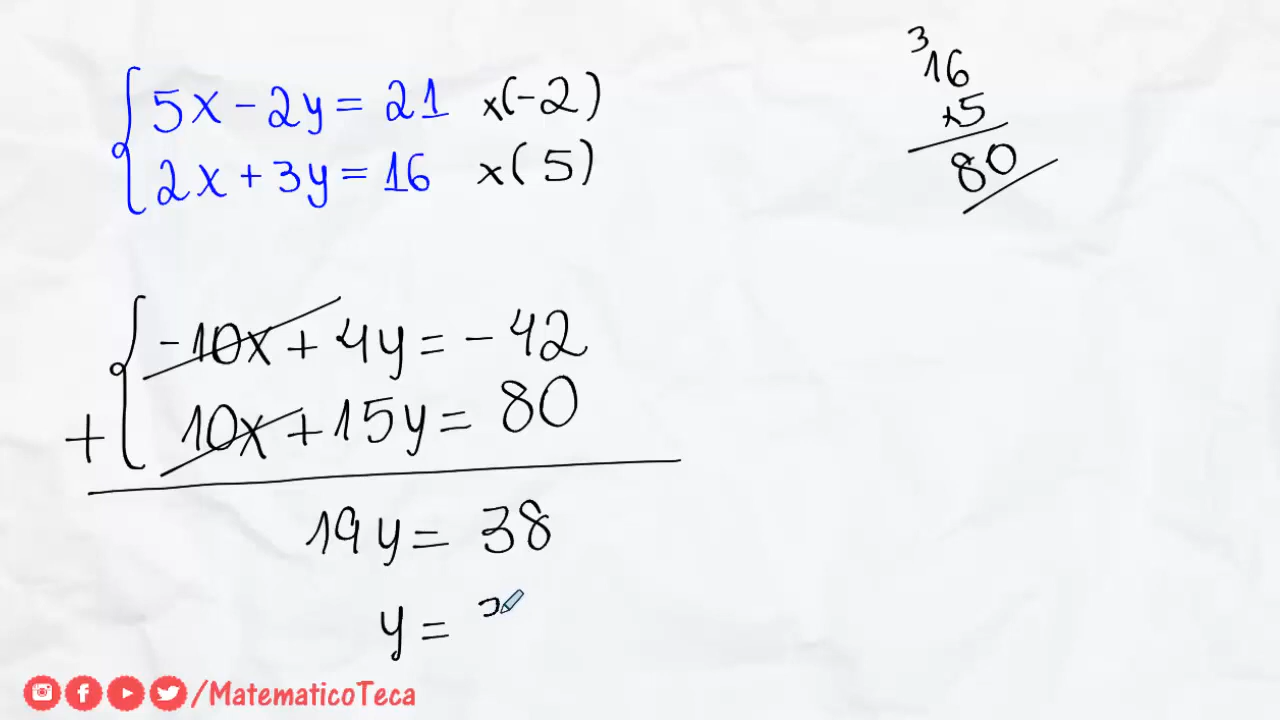 5x - 2y = 21 x(-2)
2x + 3y = 16 x(5)
3
16
x5
80
-10x + 4y = -42
+ 10x + 15y = 80
19y = 38
y =
/MatematicoTeca